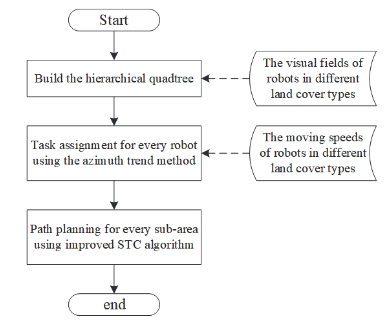 Start
Build the hierarchical quadtree
The visual fields of
robots in different
land cover types
Task assignment for every robot
using the azimuth trend method
The moving speeds
of robots in different
land cover types
Path planning for every sub-area
using improved STC algorithm
end